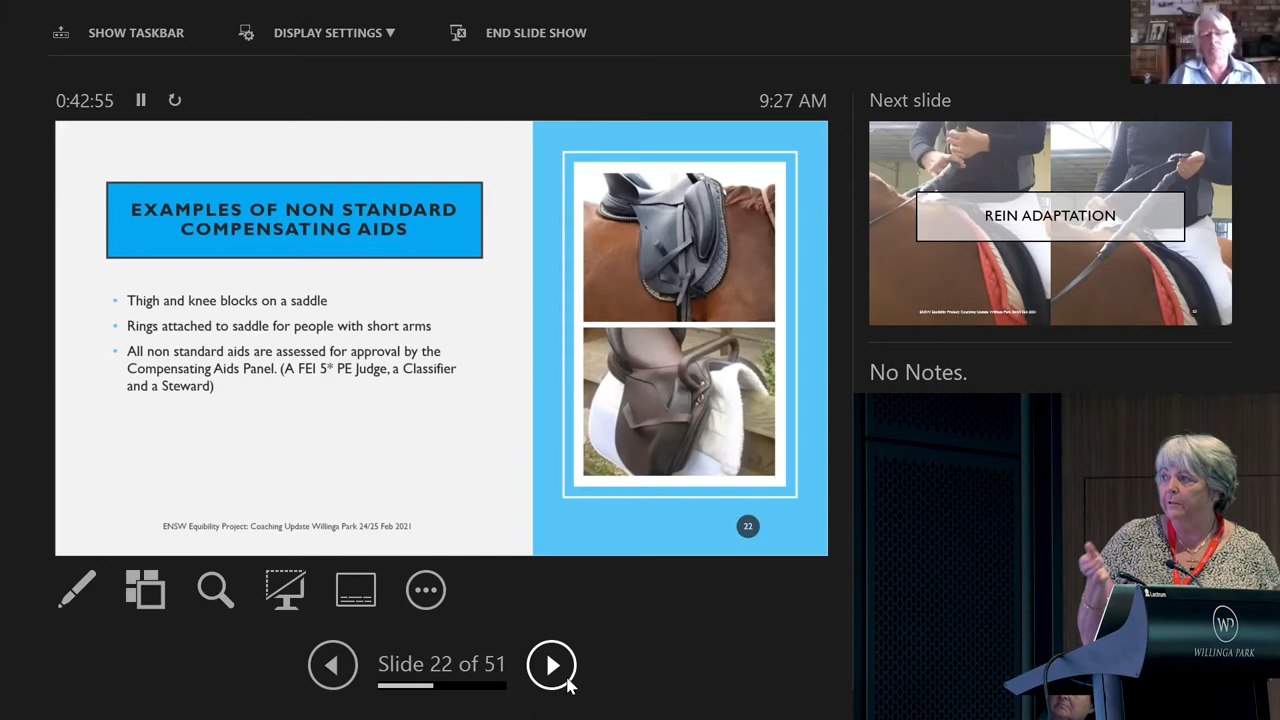 SHOW TASKBAR
DISPLAY SETTINGS ▼
END SLIDE SHOW
0:42:55
9:27 AM
EXAMPLES OF NON STANDARD
COMPENSATING AIDS
• Thigh and knee blocks on a saddle
• Rings attached to saddle for people with short arms
• All non standard aids are assessed for approval by the
Compensating Aids Panel. (A FEI 5* PE Judge, a Classifier
and a Steward)
ENSW Equibility Project: Coaching Update Willinga Park 24/25 Feb 2021
22
Slide 22 of 51
Next slide
REIN ADAPTATION
No Notes.
Lectrum
WP
WILLINGA PARK